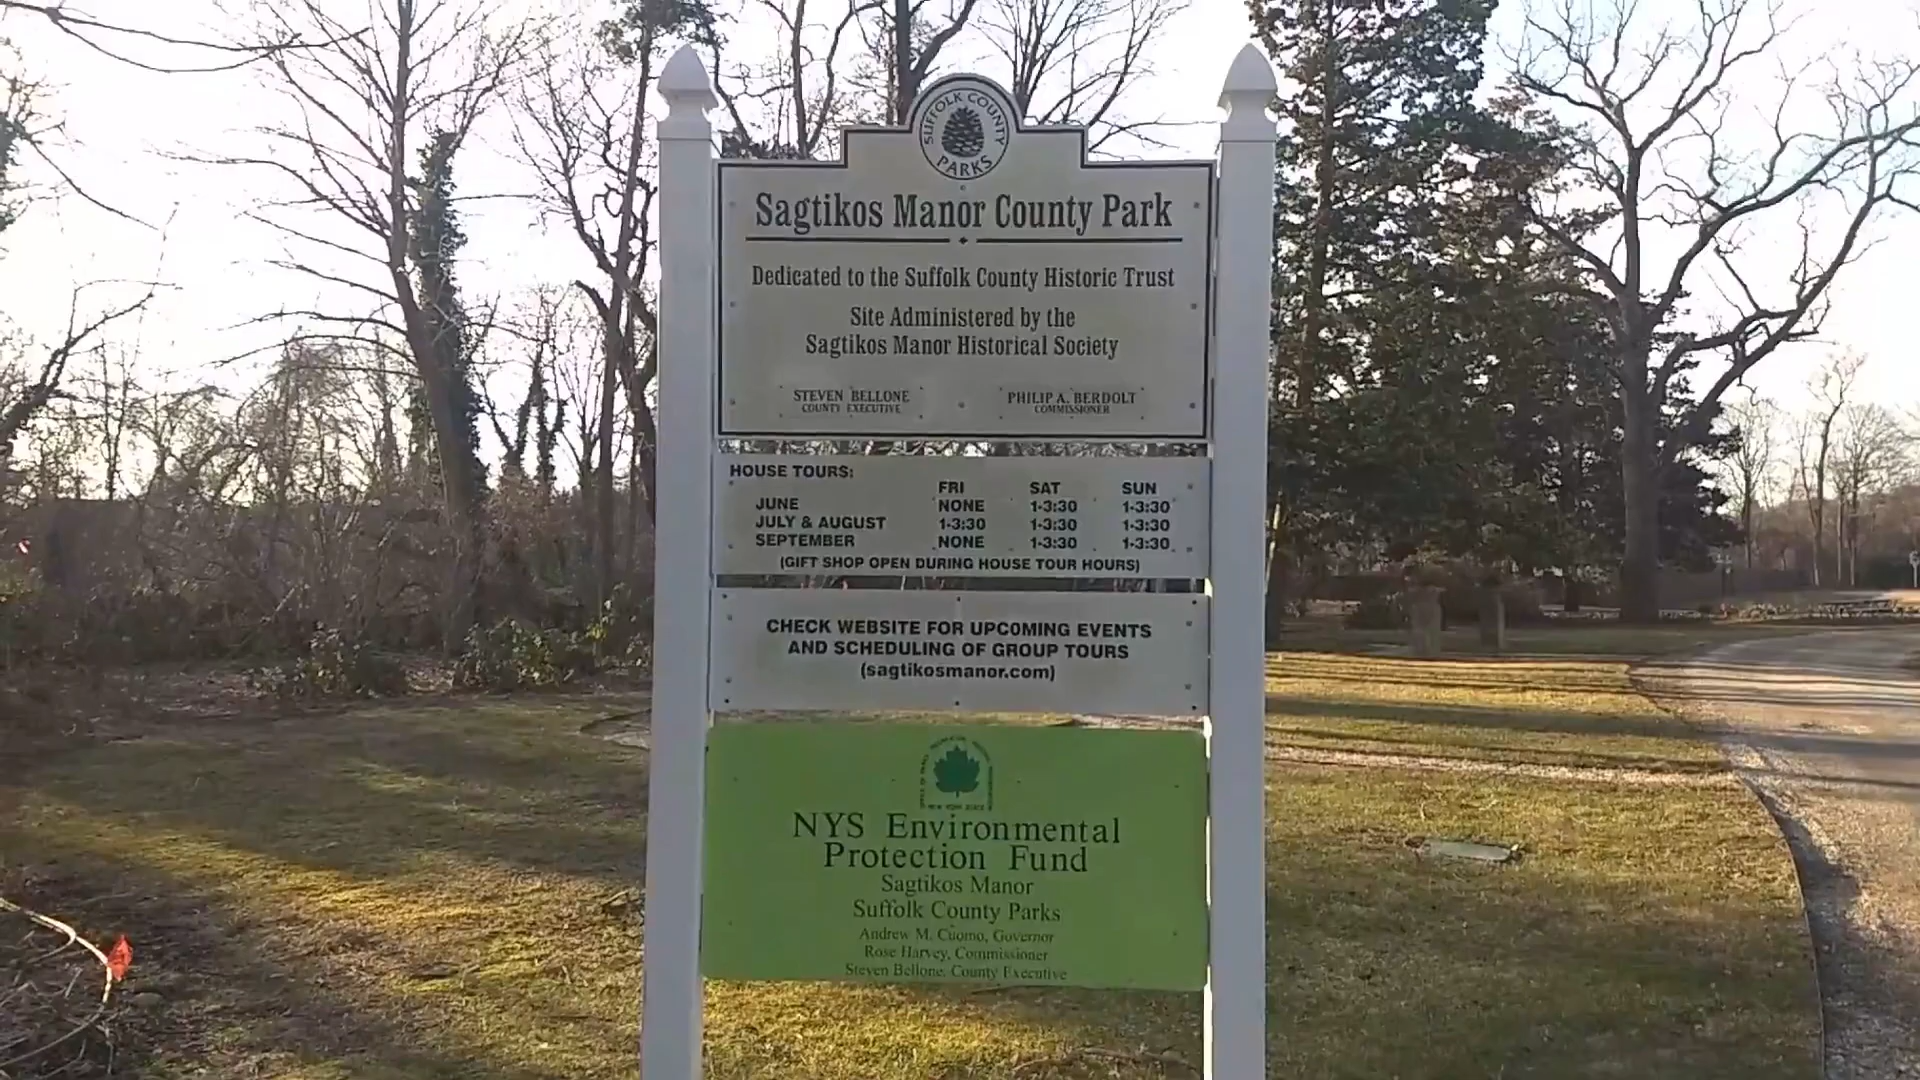 SUFFOLK COUNTY
PARKS
Sagtikos Manor County Park
Dedicated to the Suffolk County Historic Trust
Site Administered by the
Sagtikos Manor Historical Society
STEVEN BELLONE PHILIP A. BERDOLT
COUNTY EXECUTIVE COMMISSIONER
HOUSE TOURS:
FRI SAT SUN
JUNE NONE 1-3:30 1-3:30
JULY & AUGUST 1-3:30 1-3:30 1-3:30
SEPTEMBER NONE 1-3:30 1-3:30
(GIFT SHOP OPEN DURING HOUSE TOUR HOURS)
CHECK WEBSITE FOR UPCOMING EVENTS
AND SCHEDULING OF GROUP TOURS
(sagtikosmanor.com)
NEW YORK STATE
NYS Environmental
Protection Fund
Sagtikos Manor
Suffolk County Parks
Andrew M. Cuomo, Governor
Rose Harvey, Commissioner
Steven Bellone, County Executive